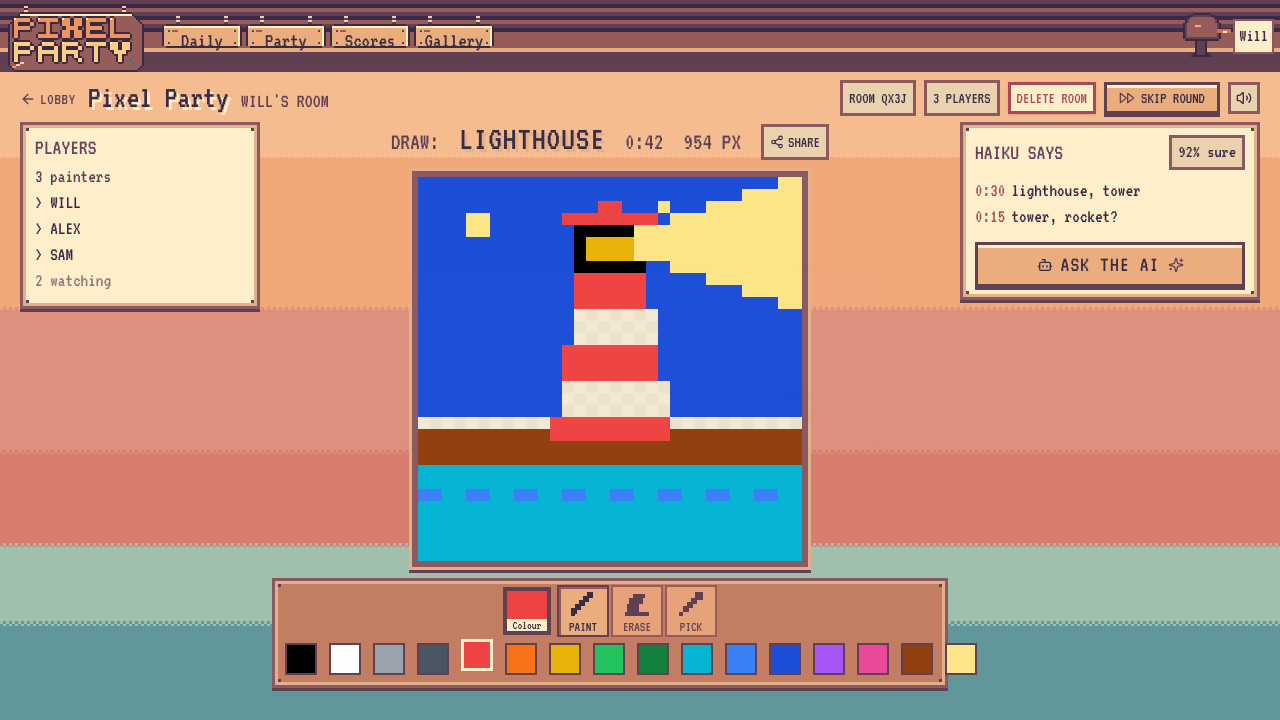 PIXEL PARTY
Daily
Party
Scores
Gallery
Will
LOBBY
Pixel Party
WILL'S ROOM
ROOM QX3J
3 PLAYERS
DELETE ROOM
SKIP ROUND
PLAYERS
3 painters
WILL
ALEX
SAM
2 watching
DRAW: LIGHTHOUSE 0:42 954 PX
SHARE
HAIKU SAYS
92% sure
0:30 lighthouse, tower
0:15 tower, rocket?
ASK THE AI
Colour
PAINT
ERASE
PICK